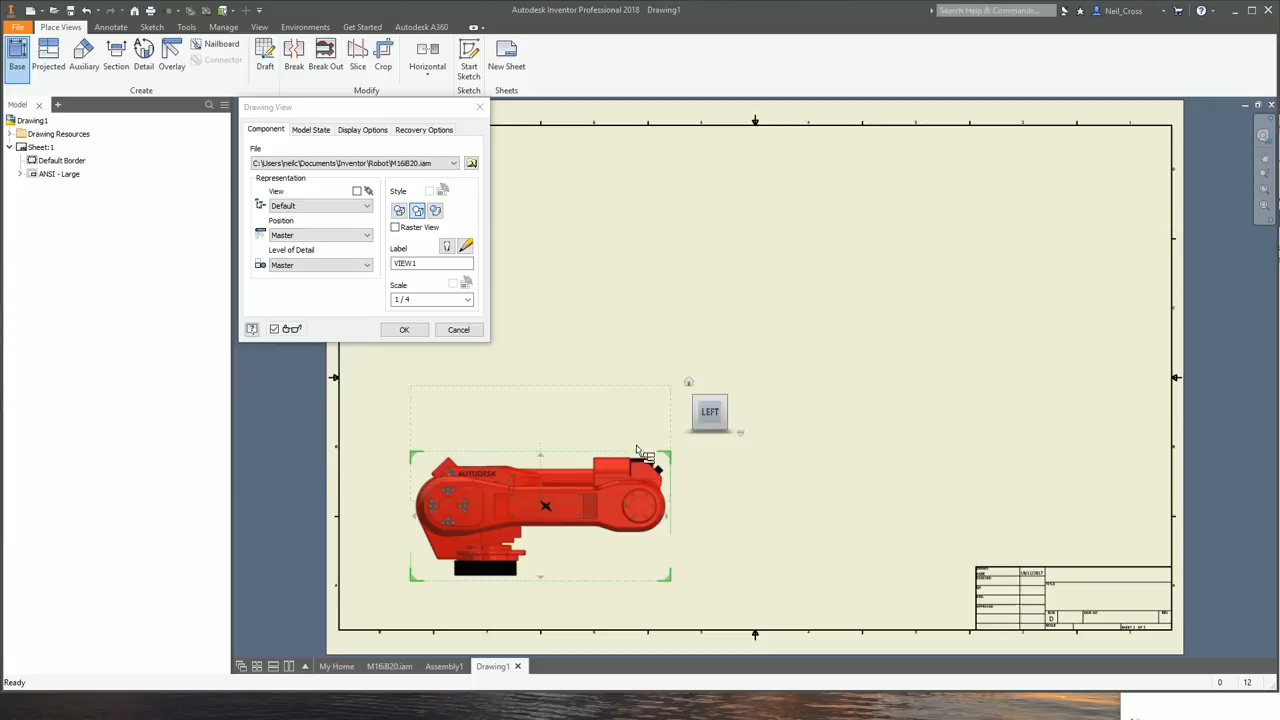 Autodesk Inventor Professional 2018 Drawing1
Search Help & Commands...
Neil_Cross
File Place Views Annotate Sketch Tools Manage View Environments Get Started Autodesk A360
Base Projected Auxiliary Section Detail Overlay
Nailboard
Connector
Draft Break Break Out Slice Crop Horizontal
Start
Sketch
New Sheet
Create Modify Sketch Sheets
Model
Drawing1
Drawing Resources
Sheet:1
Default Border
ANSI - Large
Drawing View
Component Model State Display Options Recovery Options
File
C:\Users\neilc\Documents\Inventor\Robot\M16iB20.iam
Representation
View
Default
Position
Master
Level of Detail
Master
Style
Raster View
Label
VIEW1
Scale
1 / 4
OK Cancel
LEFT
AUTODESK
D
My Home M16iB20.iam Assembly1 Drawing1
Ready 0 12